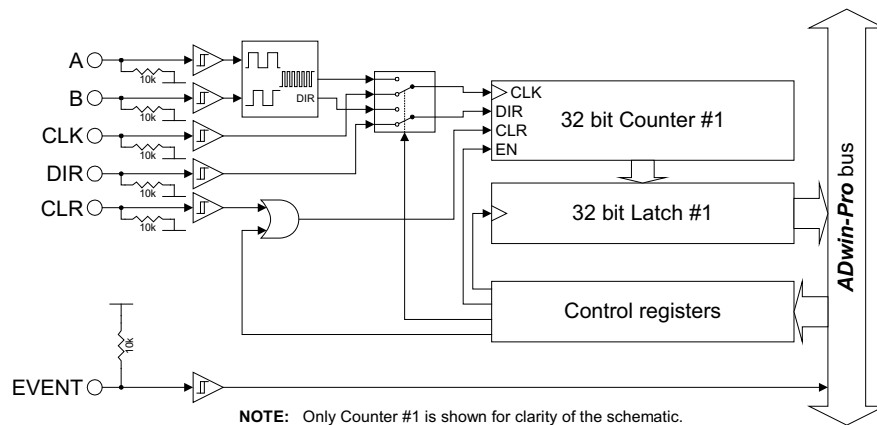 A
10k
B
10k
DIR
CLK
10k
DIR
10k
CLR
10k
CLK
DIR
CLR
EN
32 bit Counter #1
32 bit Latch #1
Control registers
ADwin-Pro bus
10k
EVENT
NOTE: Only Counter #1 is shown for clarity of the schematic.